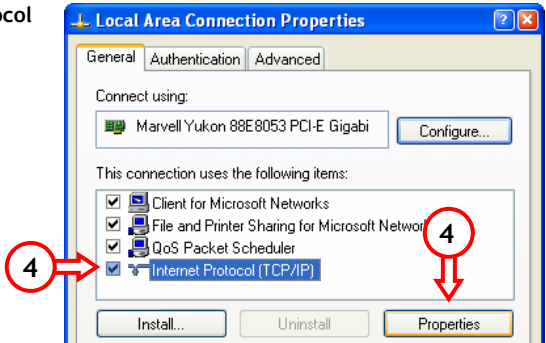 ocol
Local Area Connection Properties
General Authentication Advanced
Connect using:
Marvell Yukon 88E8053 PCI-E Gigabi Configure...
This connection uses the following items:
Client for Microsoft Networks
File and Printer Sharing for Microsoft Networ
4
QoS Packet Scheduler
4 Internet Protocol (TCP/IP)
Install... Uninstall Properties